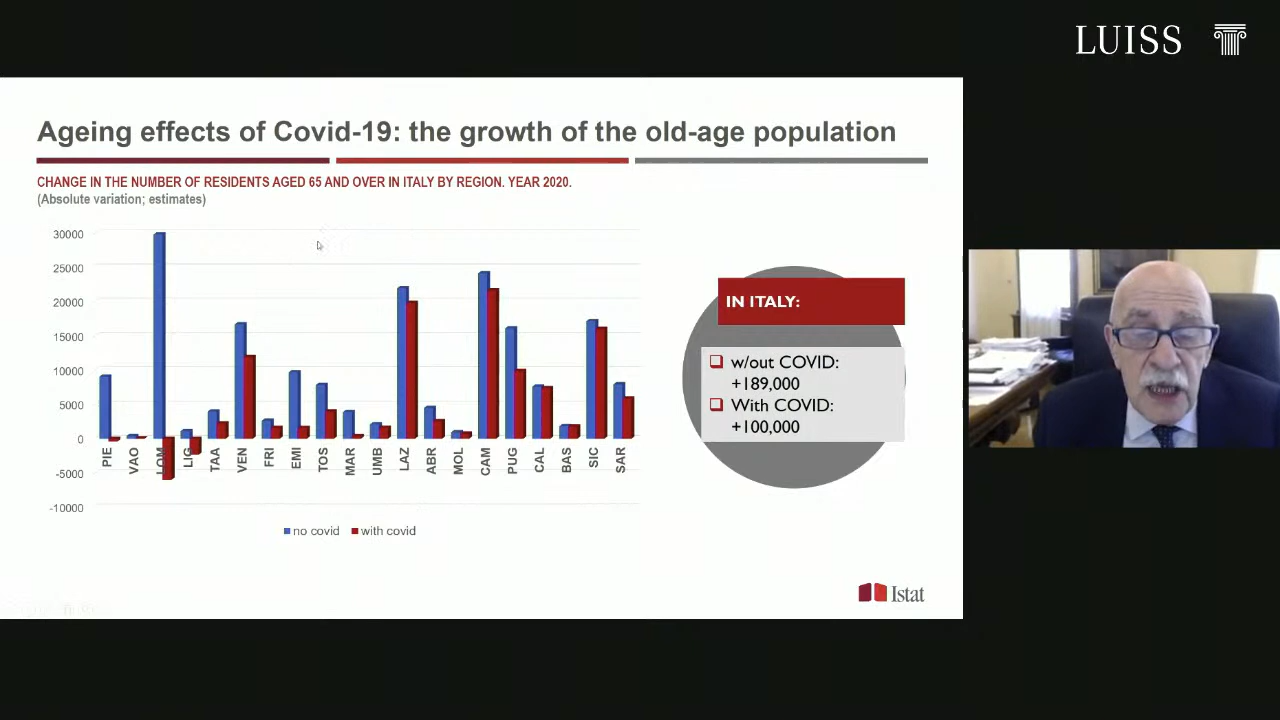 LUISS
Ageing effects of Covid-19: the growth of the old-age population
CHANGE IN THE NUMBER OF RESIDENTS AGED 65 AND OVER IN ITALY BY REGION. YEAR 2020.
(Absolute variation; estimates)
30000
25000
20000
15000
10000
5000
0
-5000
-10000
PIE VAO LOM LIG TAA VEN FRI EMI TOS MAR UMB LAZ ABR MOL CAM PUG CAL BAS SIC SAR
no covid with covid
IN ITALY:
w/out COVID:
+189,000
With COVID:
+100,000
Istat